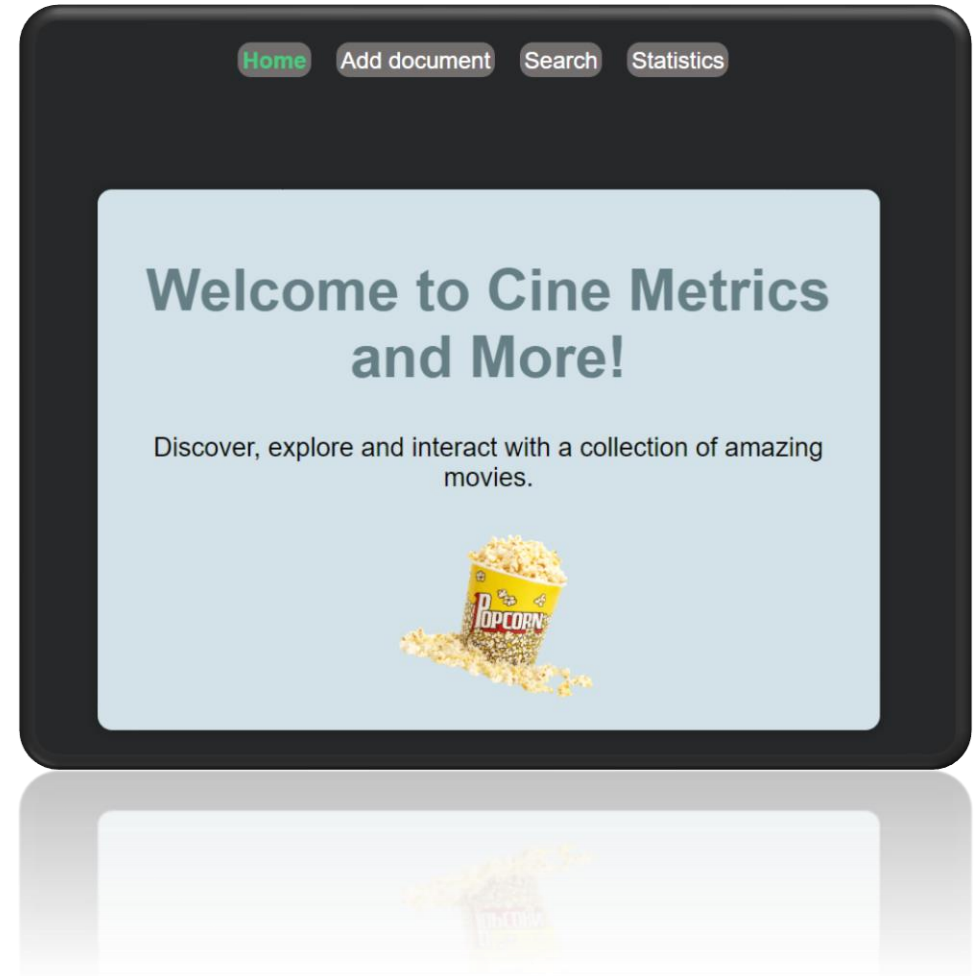 Home Add document Search Statistics
Welcome to Cine Metrics
and More!
Discover, explore and interact with a collection of amazing
movies.
POPCORN